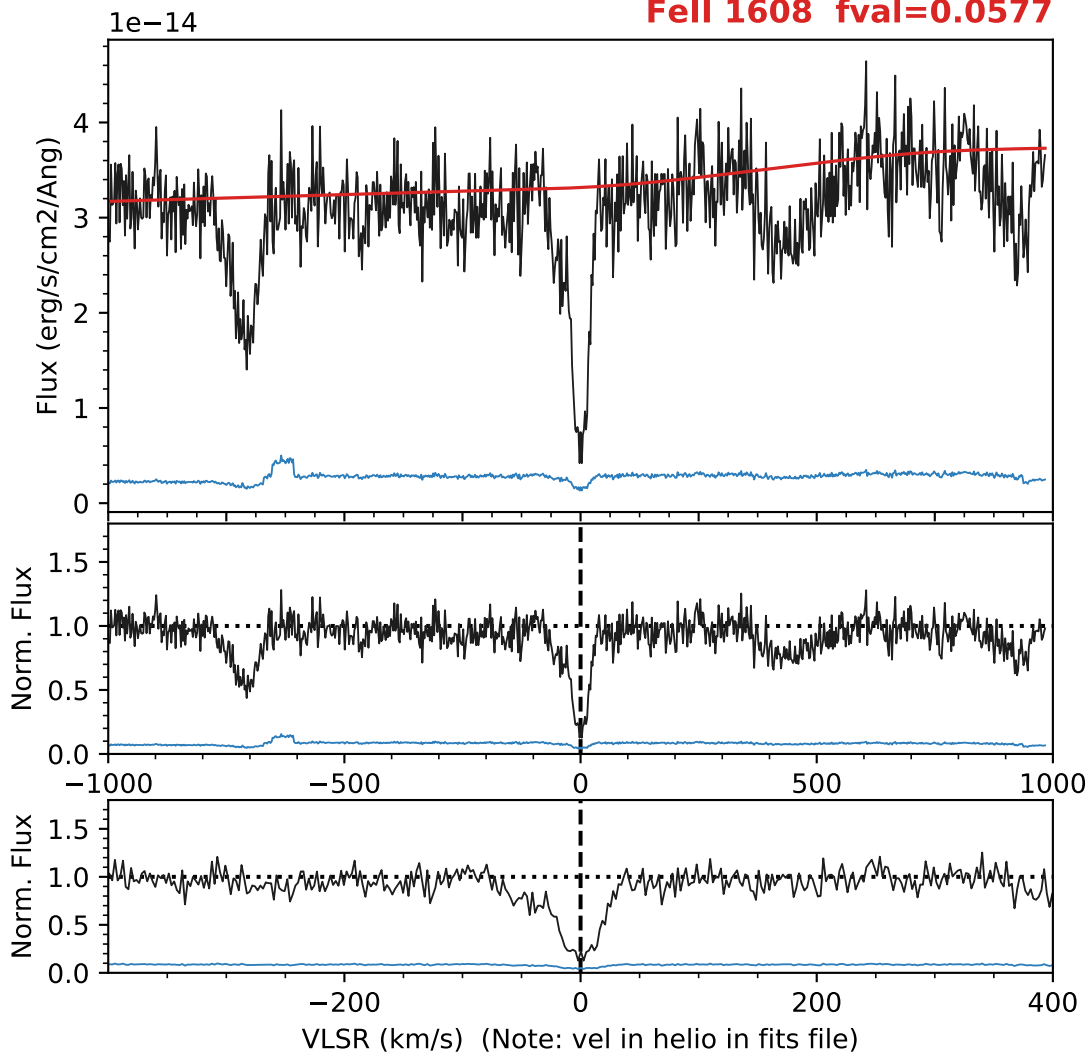 FeII 1608 fval=0.0577
1e−14
4
3
2
1
0
Flux (erg/s/cm2/Ang)
1.5
1.0
0.5
0.0
Norm. Flux
−1000 −500 0 500 1000
1.5
1.0
0.5
0.0
Norm. Flux
−200 0 200 400
VLSR (km/s) (Note: vel in helio in fits file)